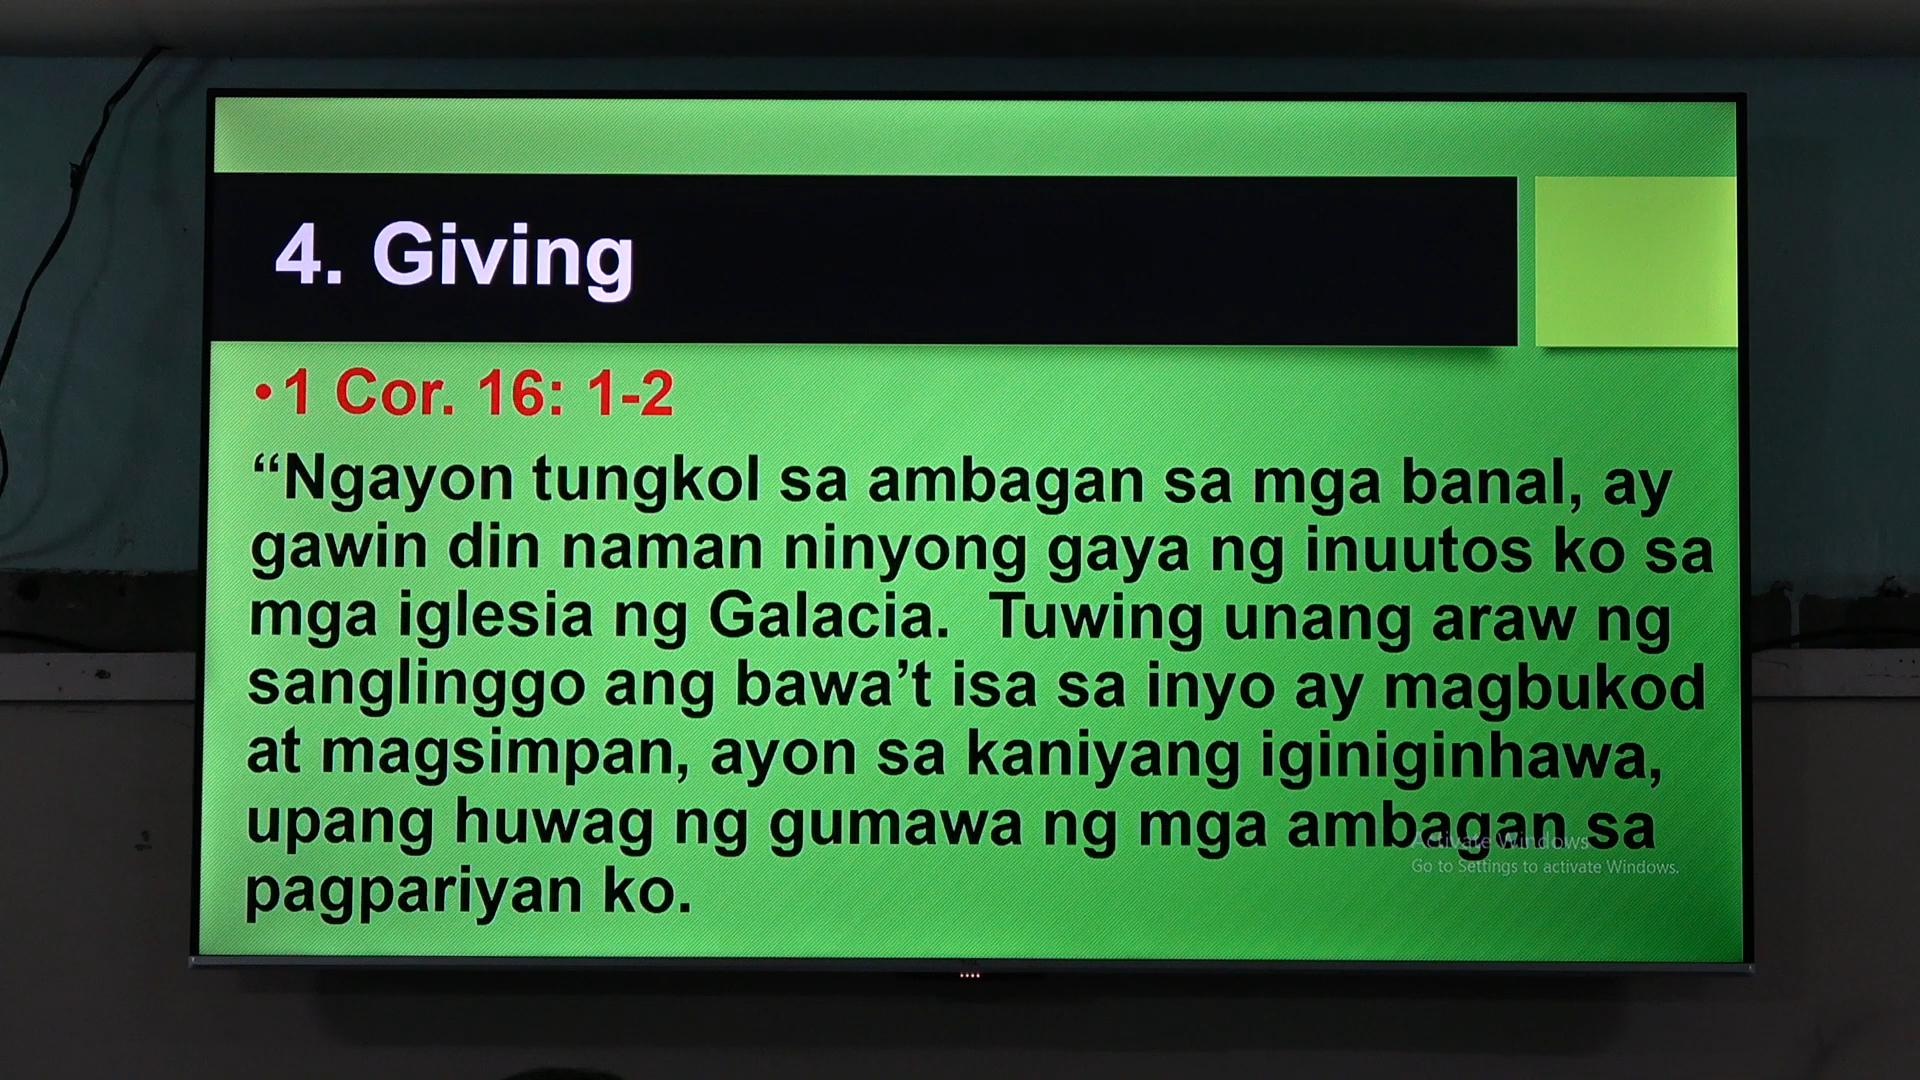 4. Giving
•1 Cor. 16: 1-2
“Ngayon tungkol sa ambagan sa mga banal, ay
gawin din naman ninyong gaya ng inuutos ko sa
mga iglesia ng Galacia. Tuwing unang araw ng
sanglinggo ang bawa’t isa sa inyo ay magbukod
at magsimpan, ayon sa kaniyang iginiginhawa,
upang huwag ng gumawa ng mga ambagan sa
pagpariyan ko.
Activate Windows
Go to Settings to activate Windows.